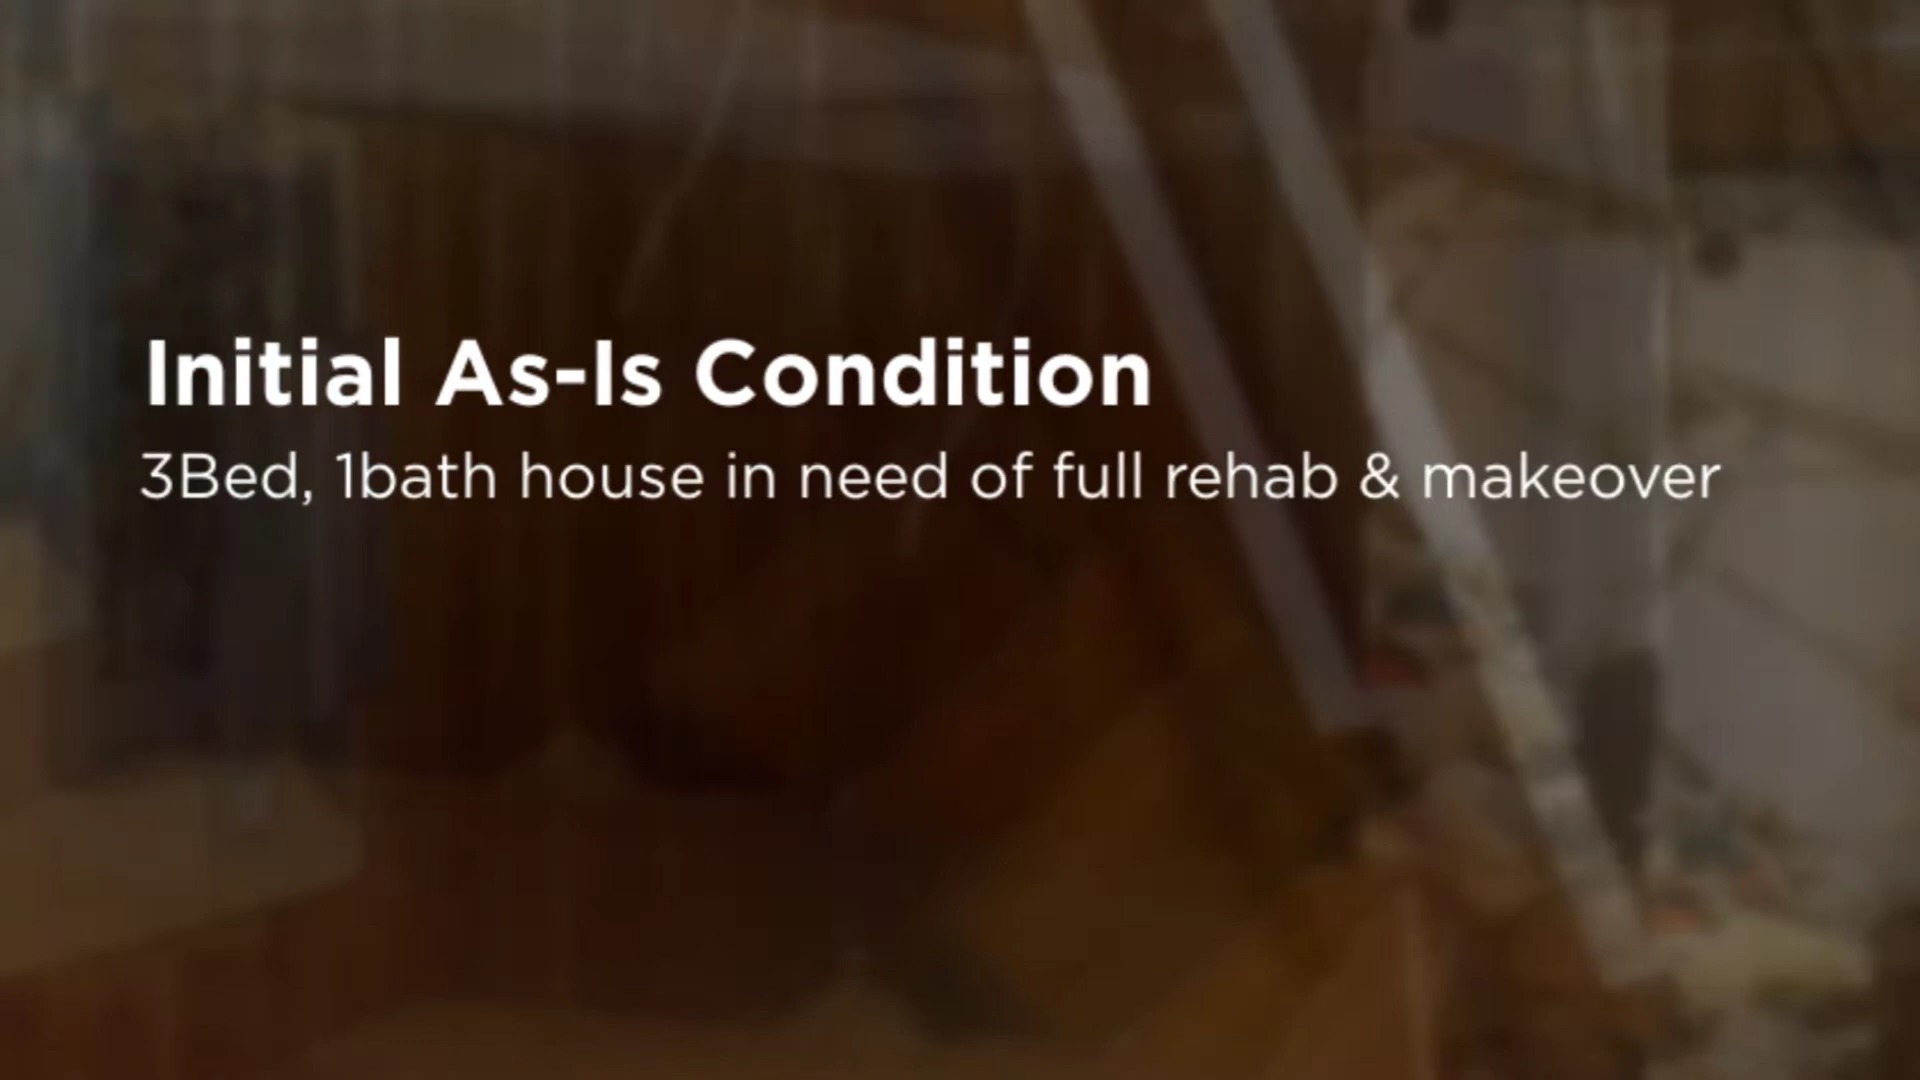 Initial As-Is Condition
3Bed, 1bath house in need of full rehab & makeover